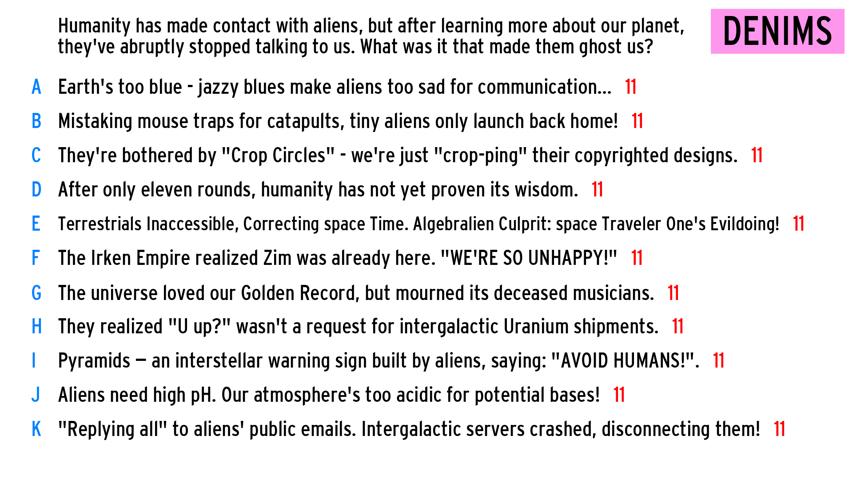 Humanity has made contact with aliens, but after learning more about our planet,
they've abruptly stopped talking to us. What was it that made them ghost us?
DENIMS
A Earth's too blue - jazzy blues make aliens too sad for communication... 11
B Mistaking mouse traps for catapults, tiny aliens only launch back home! 11
C They're bothered by "Crop Circles" - we're just "crop-ping" their copyrighted designs. 11
D After only eleven rounds, humanity has not yet proven its wisdom. 11
E Terrestrials Inaccessible, Correcting space Time. Algebralien Culprit: space Traveler One's Evildoing! 11
F The Irken Empire realized Zim was already here. "WE'RE SO UNHAPPY!" 11
G The universe loved our Golden Record, but mourned its deceased musicians. 11
H They realized "U up?" wasn't a request for intergalactic Uranium shipments. 11
I Pyramids – an interstellar warning sign built by aliens, saying: "AVOID HUMANS!". 11
J Aliens need high pH. Our atmosphere's too acidic for potential bases! 11
K "Replying all" to aliens' public emails. Intergalactic servers crashed, disconnecting them! 11